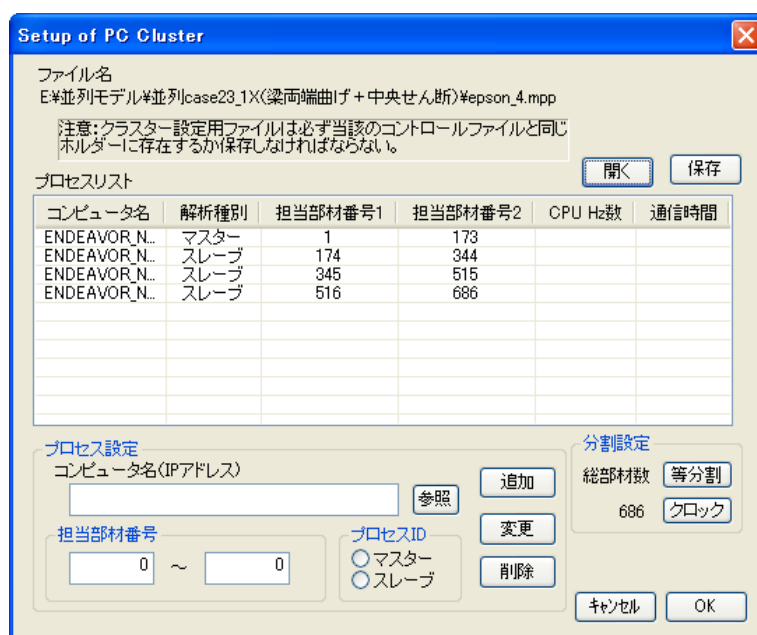 Setup of PC Cluster
ファイル名
E:¥並列モデル¥並列case23_1X(梁両端曲げ+中央せん断)¥epson_4.mpp
注意:クラスター設定用ファイルは必ず当該のコントロールファイルと同じ
ホルダーに存在するか保存しなければならない。
開く 保存
プロセスリスト
コンピュータ名 解析種別 担当部材番号1 担当部材番号2 CPU Hz数 通信時間
ENDEAVOR_N... マスター 1 173
ENDEAVOR_N... スレーブ 174 344
ENDEAVOR_N... スレーブ 345 515
ENDEAVOR_N... スレーブ 516 686
プロセス設定
コンピュータ名(IPアドレス)
参照
担当部材番号
0 ~ 0
プロセスID
マスター
スレーブ
追加
変更
削除
分割設定
総部材数 等分割
686 クロック
キャンセル OK